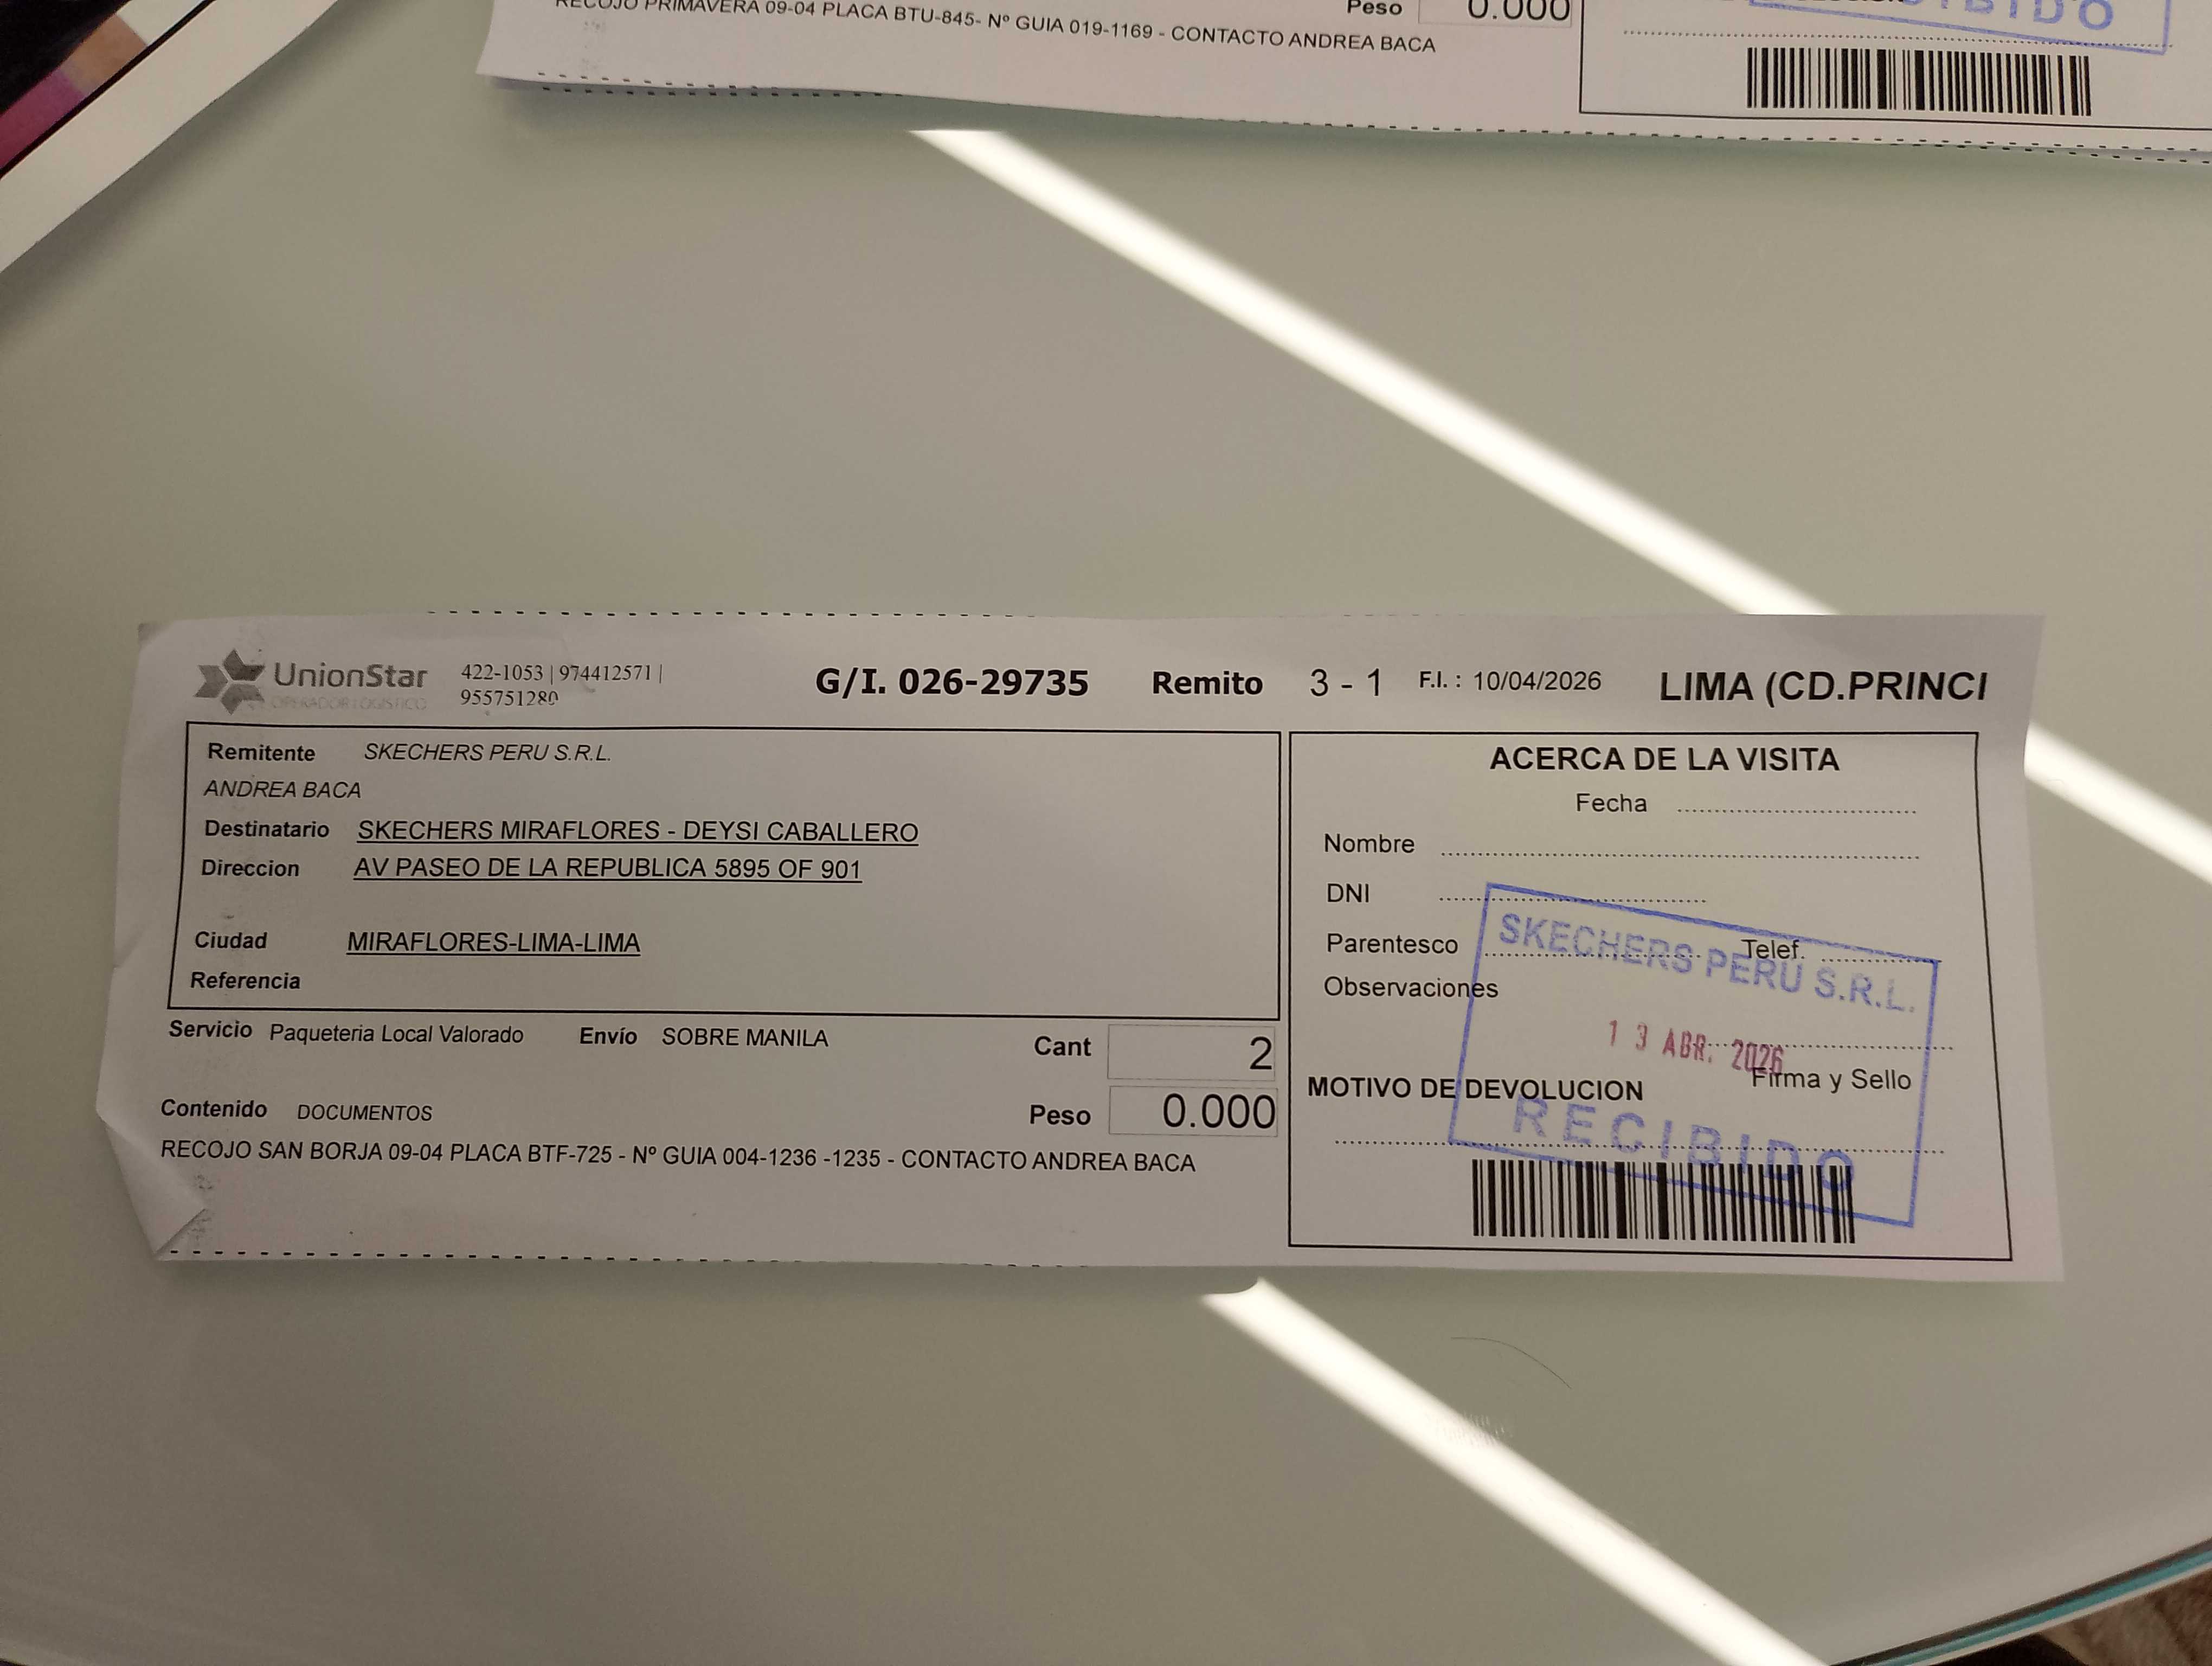 RECOJO PRIMAVERA 09-04 PLACA BTU-845- Nº GUIA 019-1169 - CONTACTO ANDREA BACA
Peso 0.000
UnionStar
OPERADOR LOGISTICO
422-1053 | 974412571 |
955751280
G/I. 026-29735 Remito 3 - 1 F.I. : 10/04/2026 LIMA (CD.PRINCI
Remitente SKECHERS PERU S.R.L.
ANDREA BACA
Destinatario SKECHERS MIRAFLORES - DEYSI CABALLERO
Direccion AV PASEO DE LA REPUBLICA 5895 OF 901
Ciudad MIRAFLORES-LIMA-LIMA
Referencia
Servicio Paqueteria Local Valorado Envío SOBRE MANILA Cant 2
Contenido DOCUMENTOS Peso 0.000
RECOJO SAN BORJA 09-04 PLACA BTF-725 - Nº GUIA 004-1236 -1235 - CONTACTO ANDREA BACA
ACERCA DE LA VISITA
Fecha
Nombre
DNI
Parentesco Telef.
Observaciones
Firma y Sello
MOTIVO DE DEVOLUCION
SKECHERS PERU S.R.L.
13 ABR. 2026
RECIBIDO